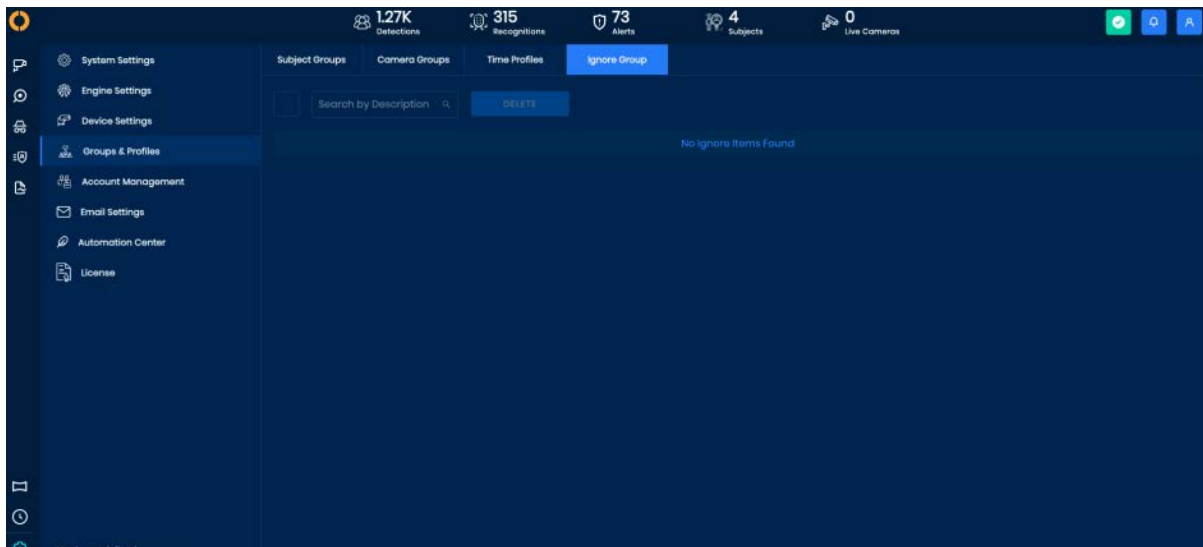 1.27K
Detections
315
Recognitions
73
Alerts
4
Subjects
0
Live Cameras
System Settings
Engine Settings
Device Settings
Groups & Profiles
Account Management
Email Settings
Automation Center
License
Subject Groups Camera Groups Time Profiles Ignore Group
Search by Description DELETE
No Ignore Items Found